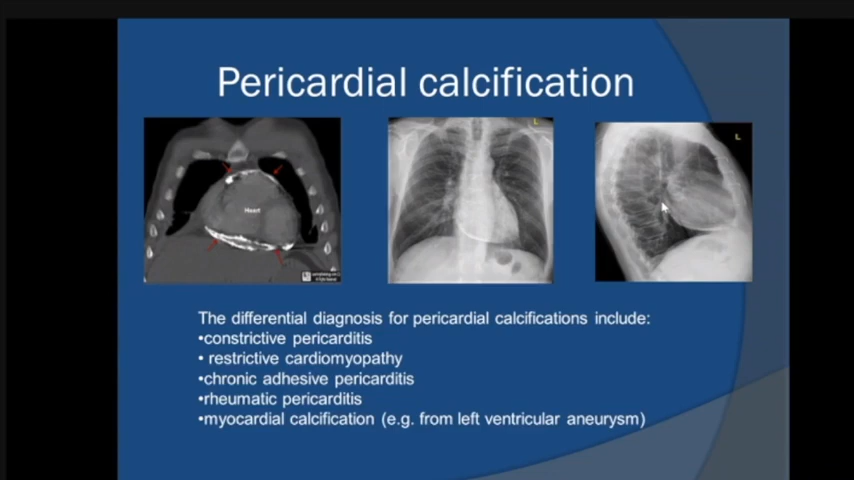 Pericardial calcification
L
L
Heart
The differential diagnosis for pericardial calcifications include:
•constrictive pericarditis
• restrictive cardiomyopathy
•chronic adhesive pericarditis
•rheumatic pericarditis
•myocardial calcification (e.g. from left ventricular aneurysm)